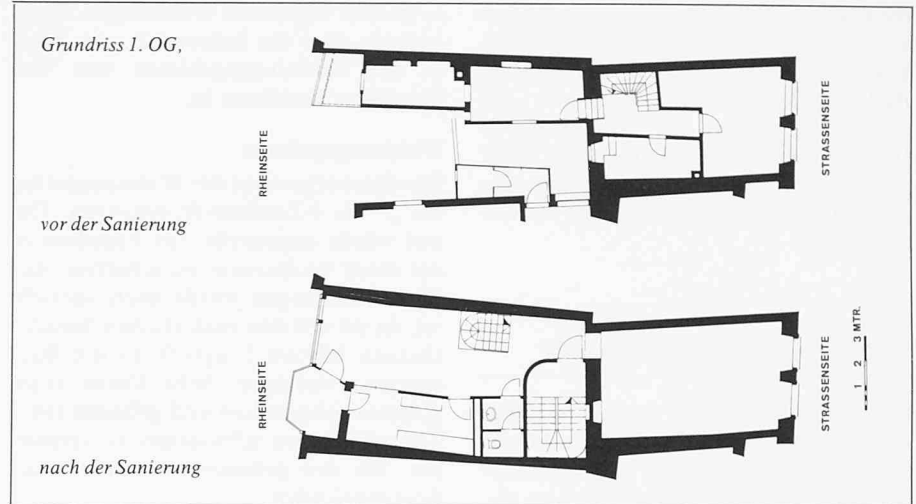 Grundriss 1. OG,
RHEINSEITE
STRASSENSEITE
vor der Sanierung
RHEINSEITE
STRASSENSEITE
1 2 3 MTR.
nach der Sanierung